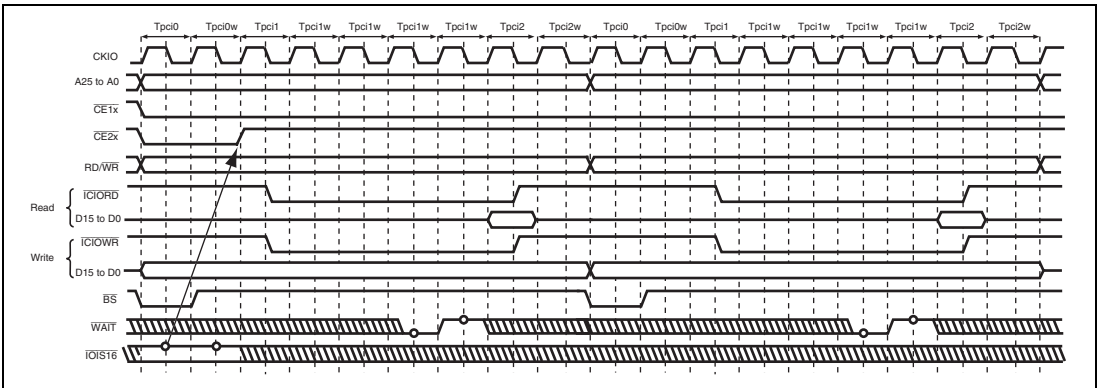 Tpci0 Tpci0w Tpci1 Tpci1w Tpci1w Tpci1w Tpci1w Tpci2 Tpci2w Tpci0 Tpci0w Tpci1 Tpci1w Tpci1w Tpci1w Tpci1w Tpci2 Tpci2w
CKIO
A25 to A0
CE1x
CE2x
RD/WR
ICIORD
Read
D15 to D0
ICIOWR
Write
D15 to D0
BS
WAIT
IOIS16